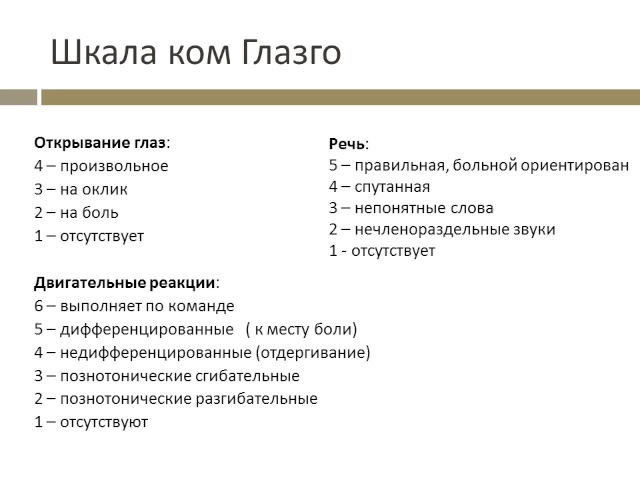 Шкала ком Глазго
Открывание глаз:
4 – произвольное
3 – на оклик
2 – на боль
1 – отсутствует
Речь:
5 – правильная, больной ориентирован
4 – спутанная
3 – непонятные слова
2 – нечленораздельные звуки
1 - отсутствует
Двигательные реакции:
6 – выполняет по команде
5 – дифференцированные ( к месту боли)
4 – недифференцированные (отдергивание)
3 – познотонические сгибательные
2 – познотонические разгибательные
1 – отсутствуют